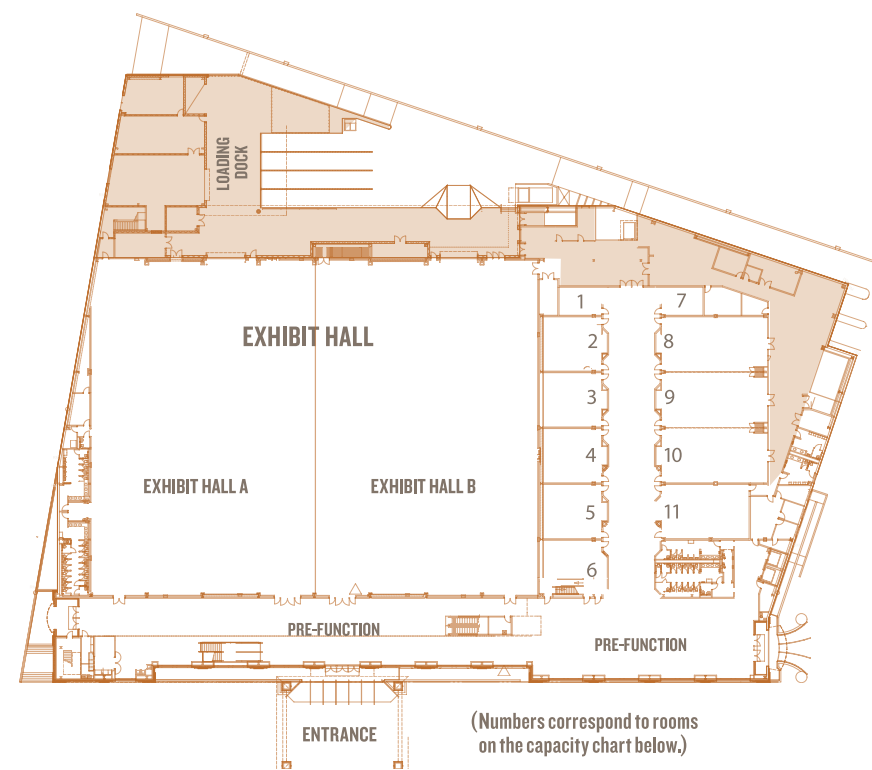 LOADING
DOCK
1
7
EXHIBIT HALL
2
8
3
9
4
10
EXHIBIT HALL A
EXHIBIT HALL B
5
11
6
PRE-FUNCTION
PRE-FUNCTION
ENTRANCE
(Numbers correspond to rooms
on the capacity chart below.)